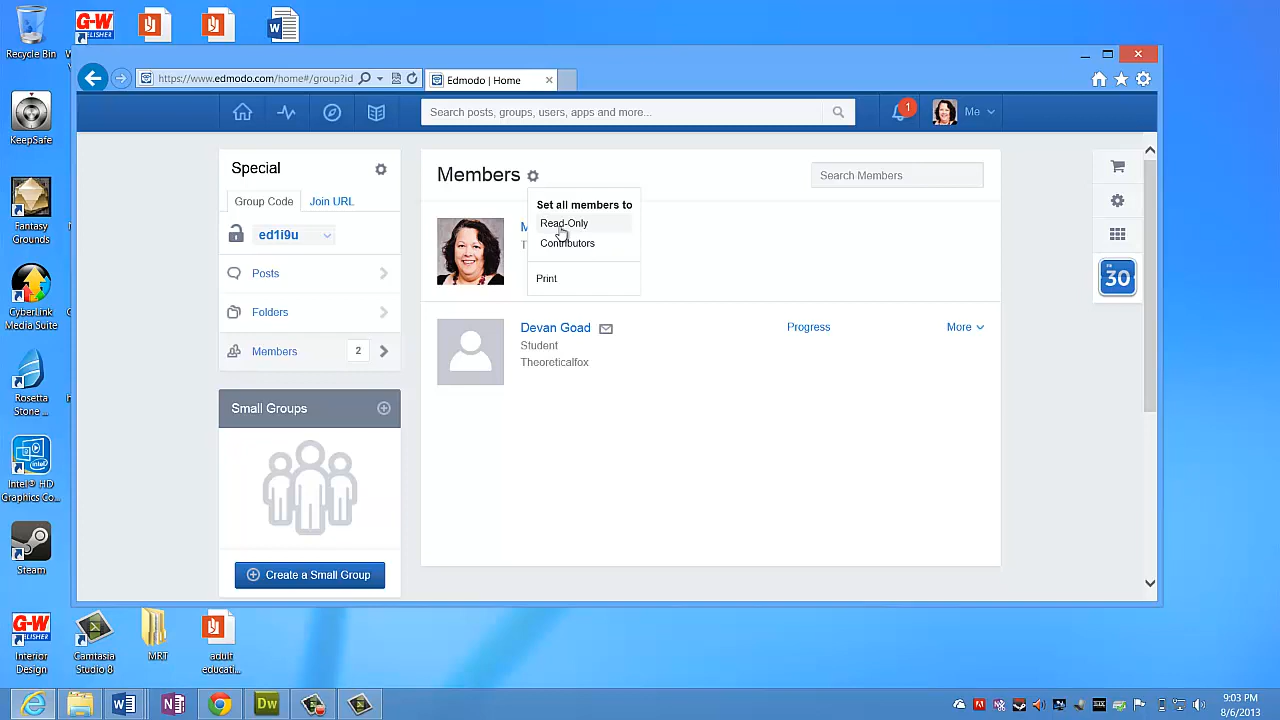 G-W
PUBLISHER
Recycle Bin
KeepSafe
Fantasy
Grounds
CyberLink
Media Suite
Rosetta
Stone ...
Intel® HD
Graphics Co...
Steam
G-W
PUBLISHER
Interior
Design
Camtasia
Studio 8
MRT
adult
educati...
https://www.edmodo.com/home#/group?id
Edmodo | Home
Search posts, groups, users, apps and more...
1
Me
Special
Group Code
Join URL
ed1i9u
Posts
Folders
Members
2
Small Groups
Create a Small Group
Members
Search Members
Set all members to
Read-Only
Contributors
Print
M
T
Devan Goad
Student
Theoreticalfox
Progress
More
30
9:03 PM
8/6/2013